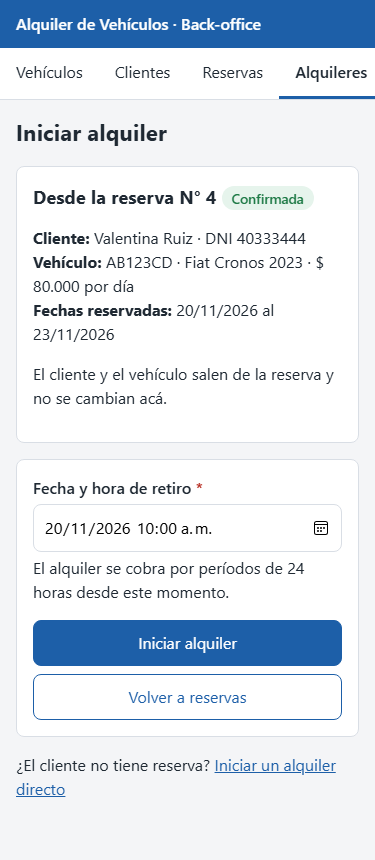 Alquiler de Vehículos · Back-office
Vehículos Clientes Reservas Alquileres
Iniciar alquiler
Desde la reserva N° 4 Confirmada
Cliente: Valentina Ruiz · DNI 40333444
Vehículo: AB123CD · Fiat Cronos 2023 · $
80.000 por día
Fechas reservadas: 20/11/2026 al
23/11/2026
El cliente y el vehículo salen de la reserva y
no se cambian acá.
Fecha y hora de retiro *
20/11/2026 10:00 a.m.
El alquiler se cobra por períodos de 24
horas desde este momento.
Iniciar alquiler
Volver a reservas
¿El cliente no tiene reserva? Iniciar un alquiler
directo